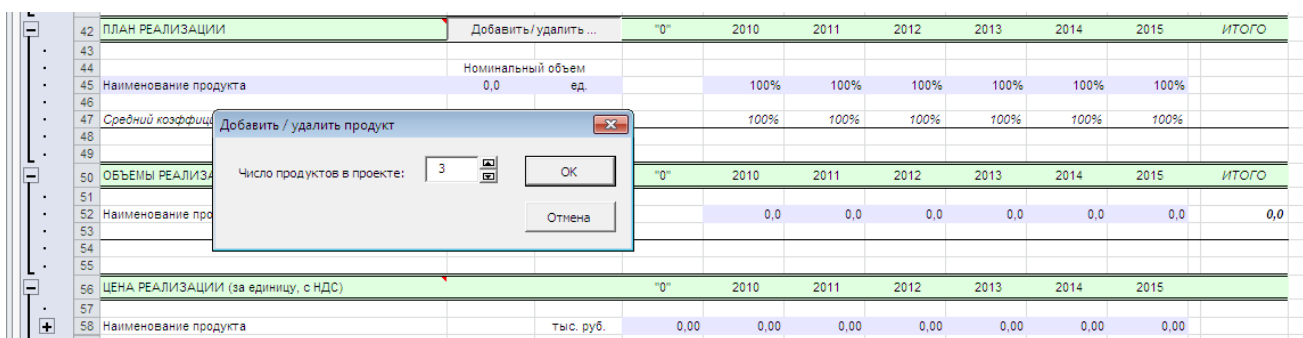 42 ПЛАН РЕАЛИЗАЦИИ Добавить/удалить ... "0" 2010 2011 2012 2013 2014 2015 ИТОГО
43
44 Номинальный объем
45 Наименование продукта 0,0 ед. 100% 100% 100% 100% 100% 100%
46
47 Средний 100% 100% 100% 100% 100% 100%
Добавить / удалить продукт
48
49
50 ОБЪЕМЫ "0" 2010 2011 2012 2013 2014 2015 ИТОГО
Число продуктов в проекте: 3 ОК
51
52 Наименование 0,0 0,0 0,0 0,0 0,0 0,0 0,0
Отмена
53
54
55
56 ЦЕНА РЕАЛИЗАЦИИ (за единицу, с НДС) "0" 2010 2011 2012 2013 2014 2015
57
58 Наименование продукта тыс. руб. 0,00 0,00 0,00 0,00 0,00 0,00 0,00